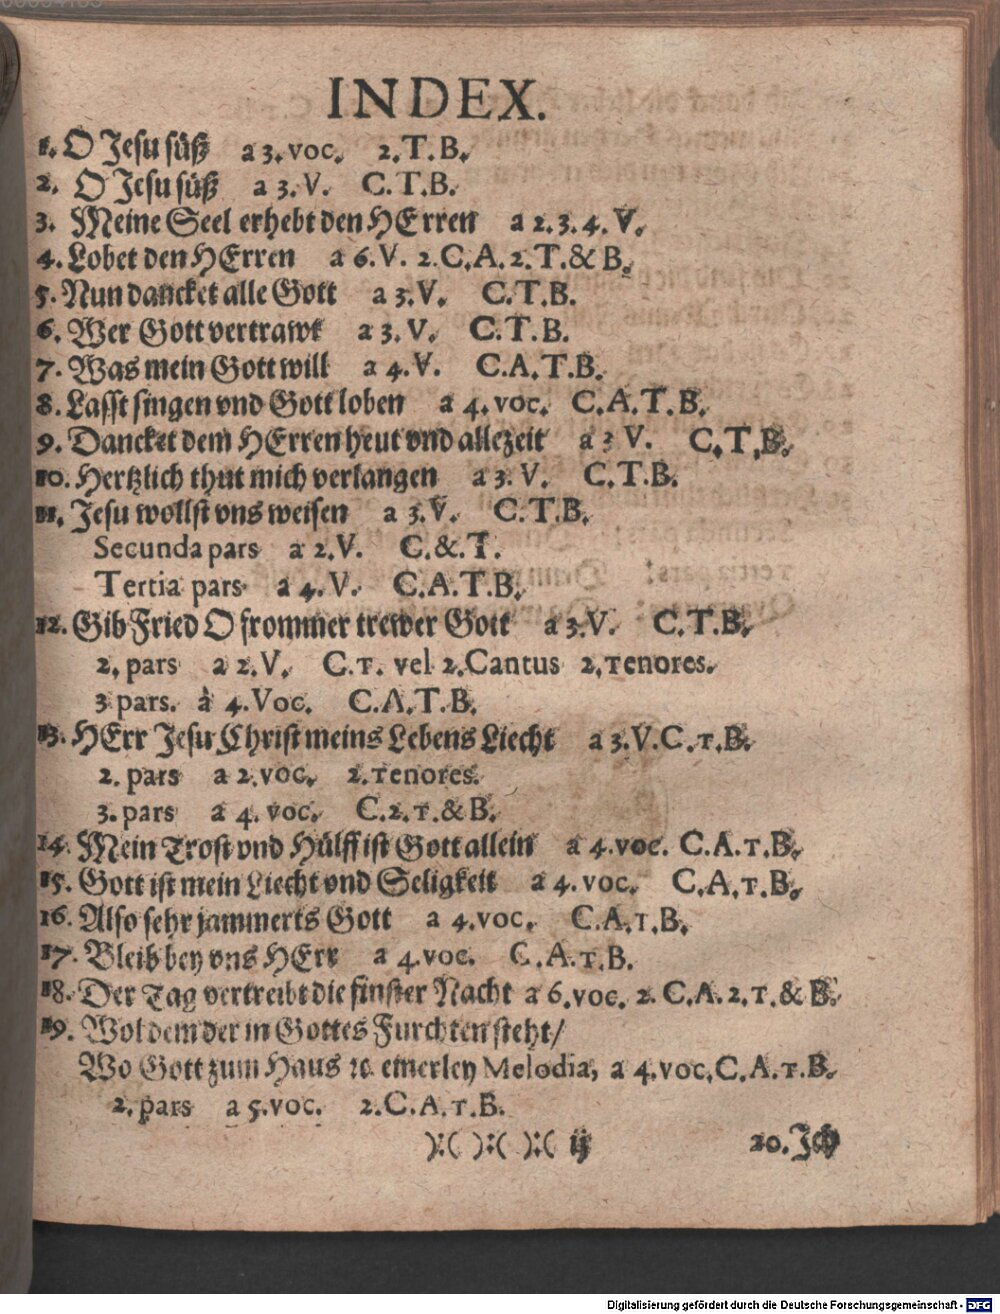 INDEX.
1. O Jesu süß a 3. voc. 2. T. B.
2. O Jesu süß a 3. V. C. T. B.
3. Meine Seel erhebt den HErren a 2. 3. 4. V.
4. Lobet den HErren a 6. V. 2. C. A. 2. T. & B.
5. Nun dancket alle Gott a 3. V. C. T. B.
6. Wer Gott vertrawt a 3. V. C. T. B.
7. Was mein Gott will a 4. V. C. A. T. B.
8. Lasst singen vnd Gott loben a 4. voc. C. A. T. B.
9. Dancket dem HErren heut vnd allezeit a 3 V. C. T. B.
10. Hertzlich thut mich verlangen a 3. V. C. T. B.
11. Jesu wollst vns weisen a 3. V. C. T. B.
Secunda pars a 2. V. C. & T.
Tertia pars a 4. V. C. A. T. B.
12. Gib Fried O frommer trewer Gott a 3. V. C. T. B.
2. pars a 2. V. C. T. vel 2. Cantus 2. Tenores.
3 pars. à 4. Voc. C. A. T. B.
13. HErr Jesu Christ meins Lebens Liecht a 3. V. C. T. B.
2. pars a 2. voc. 2. Tenores.
3. pars a 4. voc. C. 2. T. & B.
14. Mein Trost vnd Hülff ist Gott allein a 4. voc. C. A. T. B.
15. Gott ist mein Liecht vnd Seligkeit a 4. voc. C. A. T. B.
16. Also sehr jammerts Gott a 4. voc. C. A. T. B.
17. Bleib bey vns HErr a 4. voc. C. A. T. B.
18. Der Tag vertreibt die finster Nacht a 6. voc. 2. C. A. 2. T. & B.
19. Wol dem der in Gottes Furchten steht/
Wo Gott zum Haus ꝛc. einerley Melodia, a 4. voc. C. A. T. B.
2. pars a 5. voc. 2. C. A. T. B.
):( ):( ):( ij 20. Ich
Digitalisierung gefördert durch die Deutsche Forschungsgemeinschaft - DFG